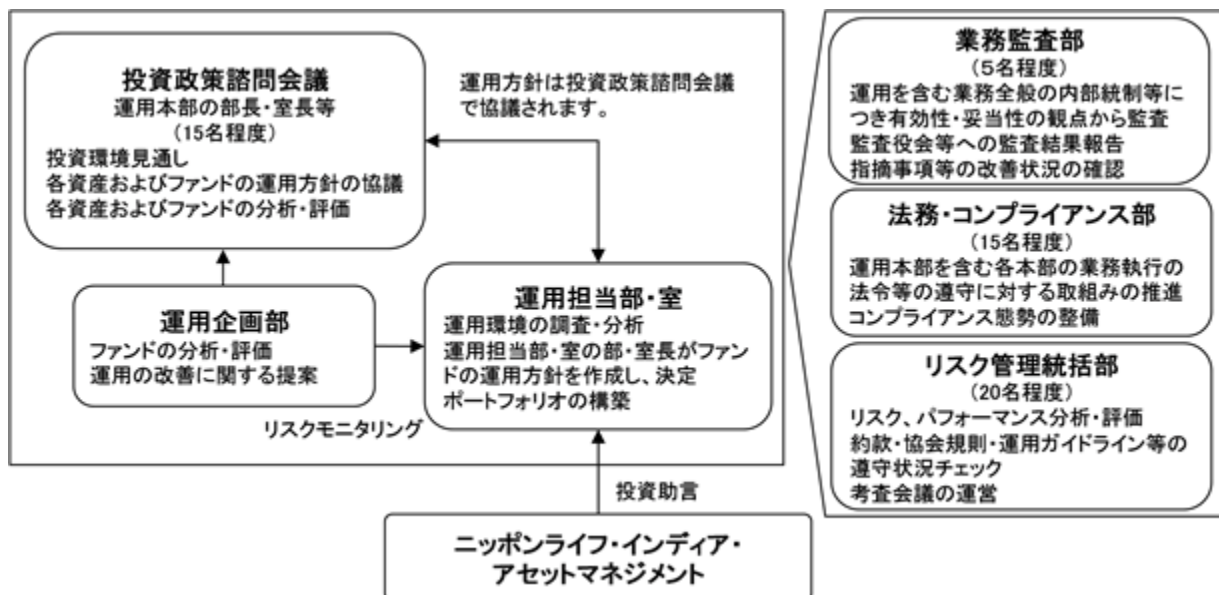 投資政策諮問会議
運用本部の部長・室長等
(15名程度)
投資環境見通し
各資産およびファンドの運用方針の協議
各資産およびファンドの分析・評価
運用方針は投資政策諮問会議
で協議されます。
運用企画部
ファンドの分析・評価
運用の改善に関する提案
リスクモニタリング
運用担当部・室
運用環境の調査・分析
運用担当部・室の部・室長がファン
ドの運用方針を作成し、決定
ポートフォリオの構築
投資助言
ニッポンライフ・インディア・
アセットマネジメント
業務監査部
(5名程度)
運用を含む業務全般の内部統制等に
つき有効性・妥当性の観点から監査
監査役会等への監査結果報告
指摘事項等の改善状況の確認
法務・コンプライアンス部
(15名程度)
運用本部を含む各本部の業務執行の
法令等の遵守に対する取組みの推進
コンプライアンス態勢の整備
リスク管理統括部
(20名程度)
リスク、パフォーマンス分析・評価
約款・協会規則・運用ガイドライン等の
遵守状況チェック
考査会議の運営